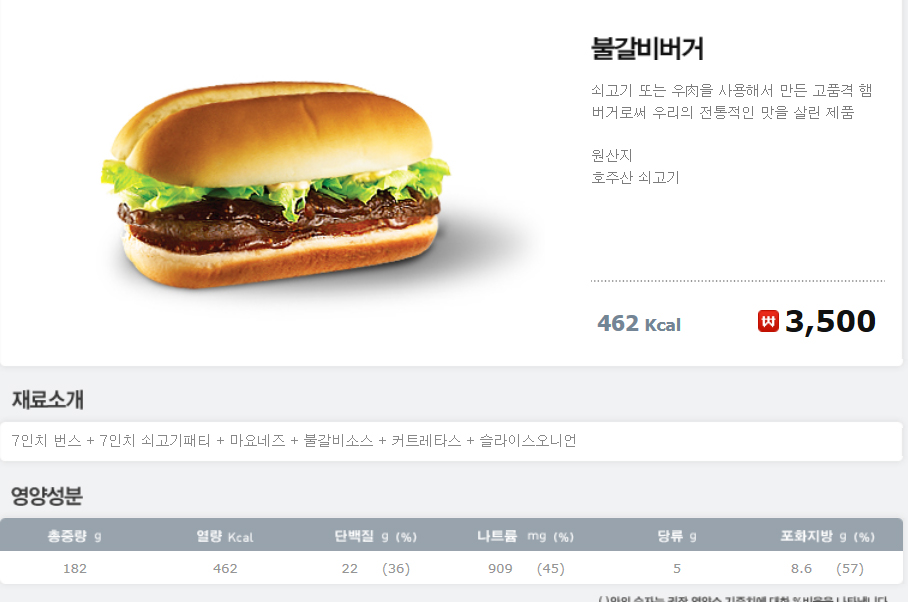 불갈비버거
쇠고기 또는 우肉을 사용해서 만든 고품격 햄
버거로써 우리의 전통적인 맛을 살린 제품
원산지
호주산 쇠고기
462 Kcal
₩ 3,500
재료소개
7인치 번스 + 7인치 쇠고기패티 + 마요네즈 + 불갈비소스 + 커트레타스 + 슬라이스오니언
영양성분
총중량 g 열량 Kcal 단백질 g (%) 나트륨 mg (%) 당류 g 포화지방 g (%)
182 462 22 (36) 909 (45) 5 8.6 (57)